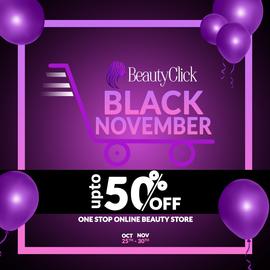 BeautyClick
BLACK
NOVEMBER
upto 50% OFF
ONE STOP ONLINE BEAUTY STORE
OCT NOV
25TH - 30TH